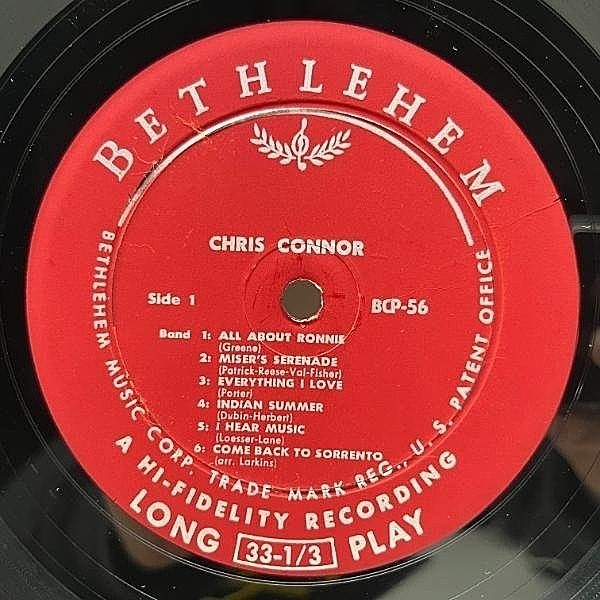 BETHLEHEM
CHRIS CONNOR
Side 1
BCP-56
Band 1: ALL ABOUT RONNIE
(Greene)
2: MISER'S SERENADE
(Patrick-Reese-Val-Fisher)
3: EVERYTHING I LOVE
(Porter)
4: INDIAN SUMMER
(Dubin-Herbert)
5: I HEAR MUSIC
(Loesser-Lane)
6: COME BACK TO SORRENTO
(arr. Larkins)
BETHLEHEM MUSIC CORP. TRADE MARK REG., U. S. PATENT OFFICE
A HI-FIDELITY RECORDING
LONG 33-1/3 PLAY